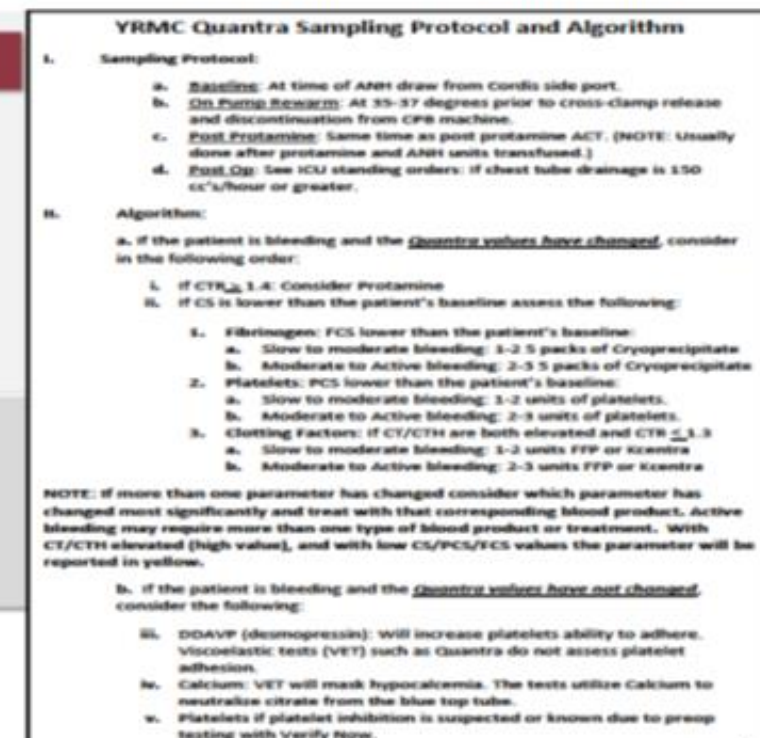 YRMC Quantra Sampling Protocol and Algorithm
I. Sampling Protocol:
a. Baseline: At time of ANH draw from Cordis side port.
b. On Pump Rewarm: At 35-37 degrees prior to cross-clamp release
and discontinuation from CPB machine.
c. Post Protamine: Same time as post protamine ACT. (NOTE: Usually
done after protamine and ANH units transfused.)
d. Post Op: See ICU standing orders: If chest tube drainage is 150
cc's/hour or greater.
II. Algorithm:
a. If the patient is bleeding and the Quantra values have changed, consider
in the following order:
i. If CTR ≥ 1.4: Consider Protamine
ii. If CS is lower than the patient's baseline assess the following:
1. Fibrinogen: FCS lower than the patient's baseline:
a. Slow to moderate bleeding: 1-2 5 packs of Cryoprecipitate
b. Moderate to Active bleeding: 2-3 5 packs of Cryoprecipitate
2. Platelets: PCS lower than the patient's baseline:
a. Slow to moderate bleeding: 1-2 units of platelets.
b. Moderate to Active bleeding: 2-3 units of platelets.
3. Clotting Factors: If CT/CTH are both elevated and CTR ≤ 1.3
a. Slow to moderate bleeding: 1-2 units FFP or Kcentra
b. Moderate to Active bleeding: 2-3 units FFP or Kcentra
NOTE: If more than one parameter has changed consider which parameter has
changed most significantly and treat with that corresponding blood product. Active
bleeding may require more than one type of blood product or treatment. With
CT/CTH elevated (high value), and with low CS/PCS/FCS values the parameter will be
reported in yellow.
b. If the patient is bleeding and the Quantra values have not changed,
consider the following:
iii. DDAVP (desmopressin): Will increase platelets ability to adhere.
Viscoelastic tests (VET) such as Quantra do not assess platelet
adhesion.
iv. Calcium: VET will mask hypocalcemia. The tests utilize Calcium to
neutralize citrate from the blue top tube.
v. Platelets if platelet inhibition is suspected or known due to preop
testing with Verify Now.